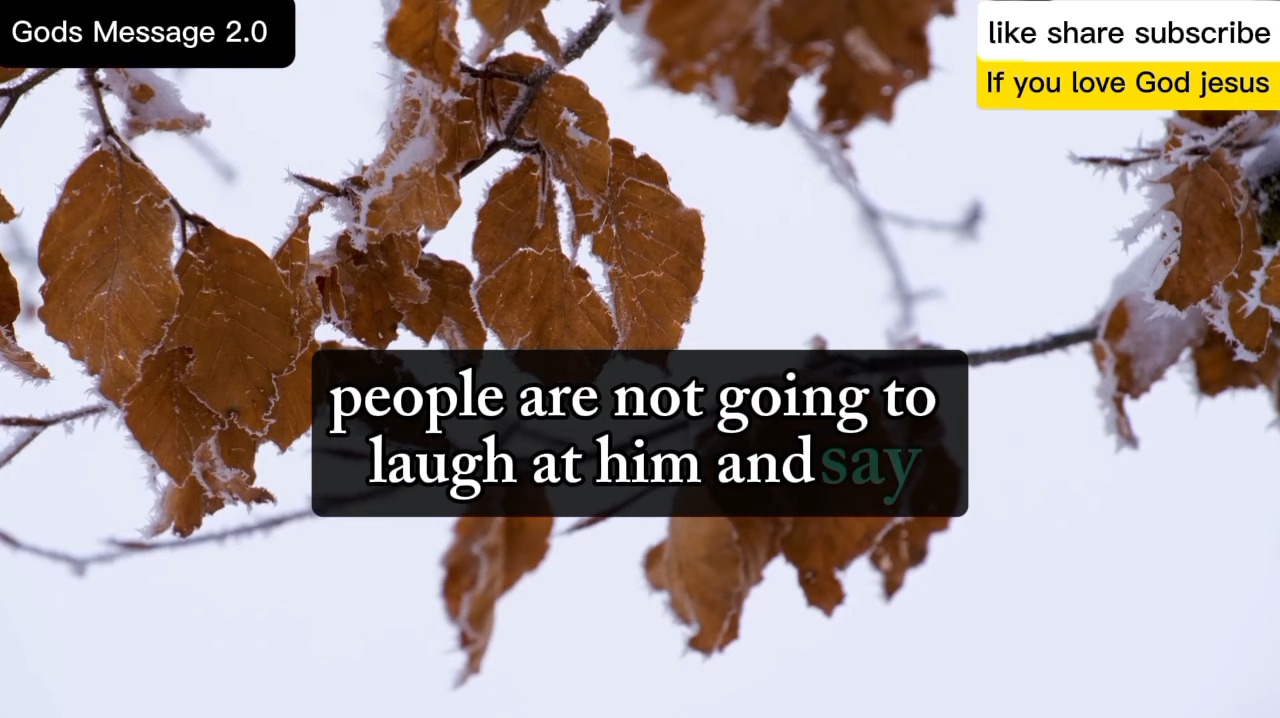 Gods Message 2.0
like share subscribe
If you love God jesus
people are not going to
laugh at him and say